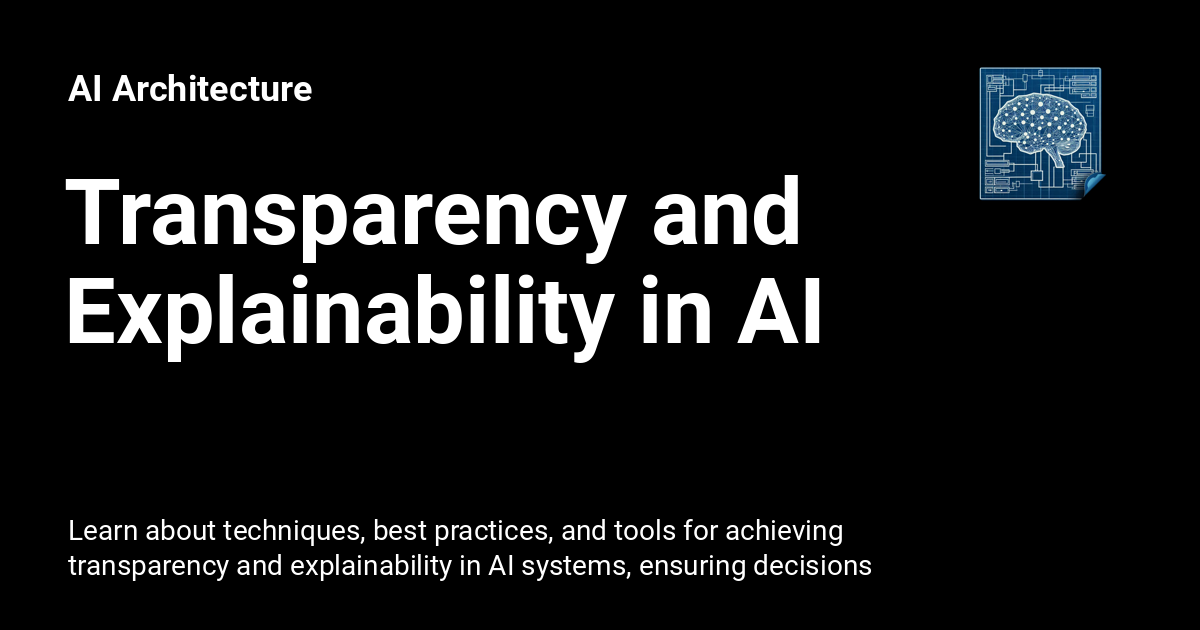 AI Architecture
Transparency and
Explainability in AI
Learn about techniques, best practices, and tools for achieving
transparency and explainability in AI systems, ensuring decisions